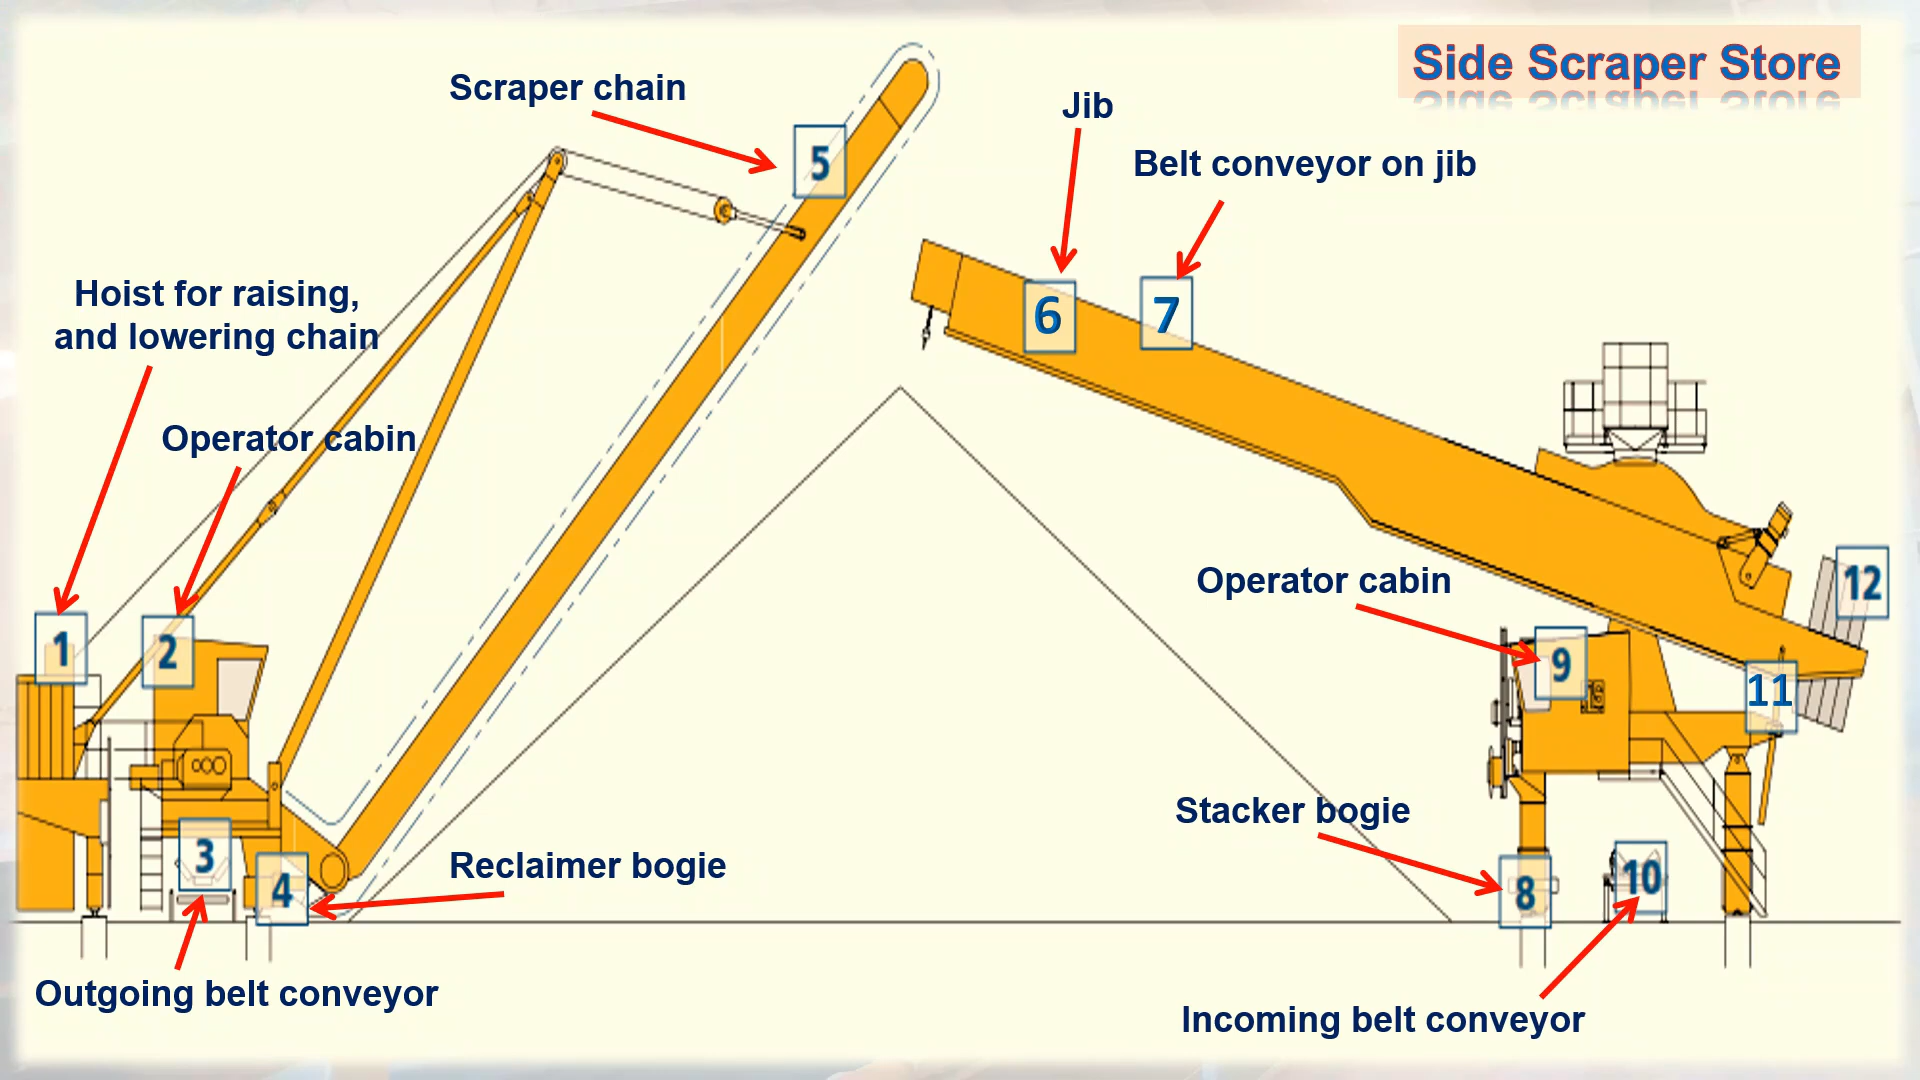 Side Scraper Store
Scraper chain
Jib
Belt conveyor on jib
5
6
7
Hoist for raising,
and lowering chain
Operator cabin
1
2
Operator cabin
9
12
11
Stacker bogie
3
4
Reclaimer bogie
8
10
Outgoing belt conveyor
Incoming belt conveyor